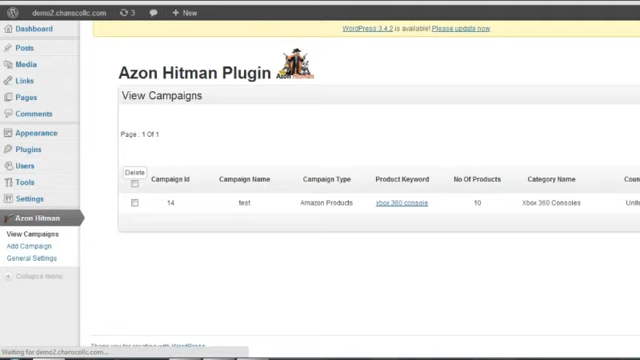 demo2.chanscollc.com
3
+ New
WordPress 3.4.2 is available! Please update now.
Dashboard
Posts
Media
Links
Pages
Comments
Appearance
Plugins
Users
Tools
Settings
Azon Hitman
View Campaigns
Add Campaign
General Settings
Collapse menu
Azon Hitman Plugin
View Campaigns
Page : 1 Of 1
Delete
Campaign Id Campaign Name Campaign Type Product Keyword No Of Products Category Name
14 test Amazon Products xbox 360 console 10 Xbox 360 Consoles
Waiting for demo2.chanscollc.com...